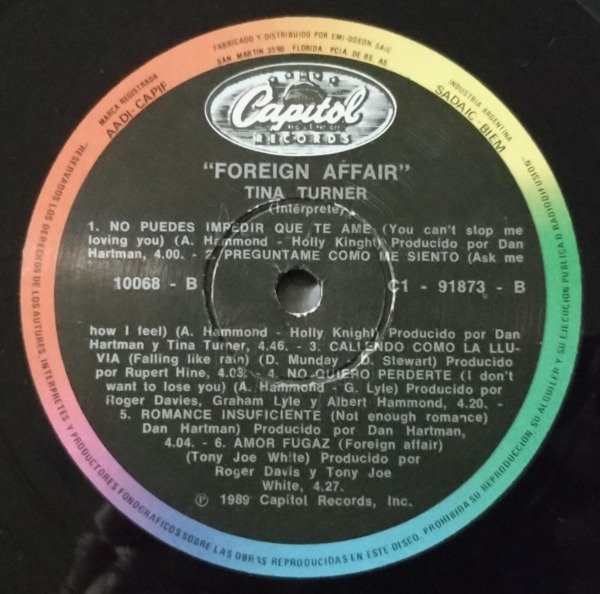 FABRICADO Y DISTRIBUIDO POR EMI-ODEON SAIC
SAN MARTIN 3590 - FLORIDA, PCIA. DE BS. AS.
MARCA REGISTRADA
AADI-CAPIF
INDUSTRIA ARGENTINA
SADAIC-BIEM
Capitol
RECORDS
"FOREIGN AFFAIR"
TINA TURNER
(Intérprete)
1. NO PUEDES IMPEDIR QUE TE AME (You can't stop me
loving you) (A. Hammond - Holly Kinght) Producido por Dan
Hartman, 4.00. - 2. PREGUNTAME COMO ME SIENTO (Ask me
10068 - B
C1 - 91873 - B
how I feel) (A. Hammond - Holly Knight) Producido por Dan
Hartman y Tina Turner, 4.46. - 3. CALLENDO COMO LA LLU-
VIA (Falling like rain) (D. Munday - S. Stewart) Producido
por Rupert Hine, 4.03. - 4. NO QUIERO PERDERTE (I don't
want to lose you) (A. Hammond - G. Lyle) Producido por
Roger Davies, Graham Lyle y Albert Hammond, 4.20. -
5. ROMANCE INSUFICIENTE (Not enough romance)
Dan Hartman) Producido por Dan Hartman,
4.04. - 6. AMOR FUGAZ (Foreign affair)
(Tony Joe White) Producido por
Roger Davis y Tony Joe
White, 4.27.
℗ 1989 Capitol Records, Inc.
RESERVADOS LOS DERECHOS DE LOS AUTORES, INTERPRETES Y PRODUCTORES FONOGRAFICOS SOBRE LAS OBRAS REPRODUCIDAS EN ESTE DISCO. PROHIBIDA SU REPRODUCCION, SU ALQUILER Y SU EJECUCION PUBLICA O RADIODIFUSION